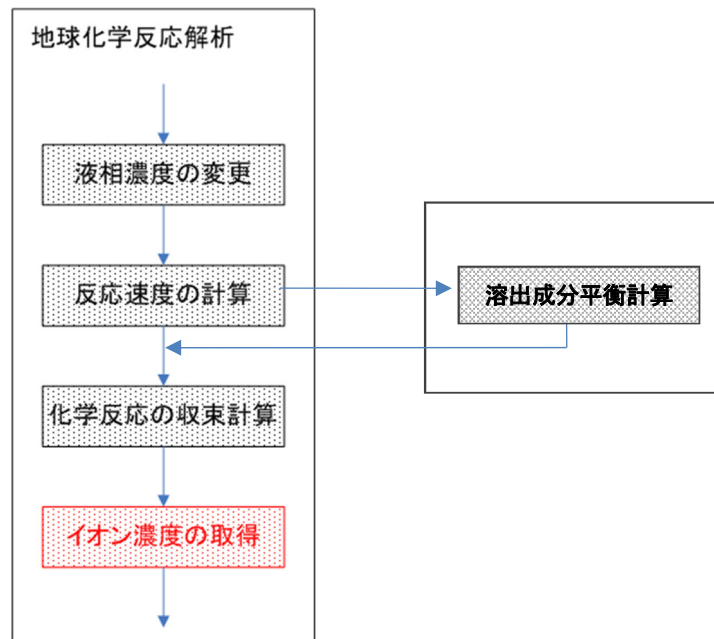 地球化学反応解析
液相濃度の変更
反応速度の計算
溶出成分平衡計算
化学反応の収束計算
イオン濃度の取得